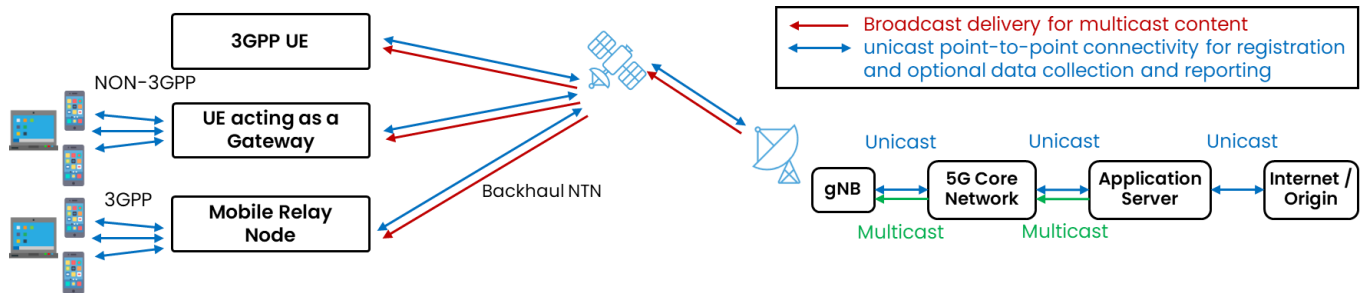 3GPP UE
Broadcast delivery for multicast content
unicast point-to-point connectivity for registration
and optional data collection and reporting
NON-3GPP
UE acting as a
Gateway
Unicast
Unicast
Unicast
gNB
5G Core
Network
Application
Server
Internet /
Origin
Multicast
Multicast
Backhaul NTN
3GPP
Mobile Relay
Node